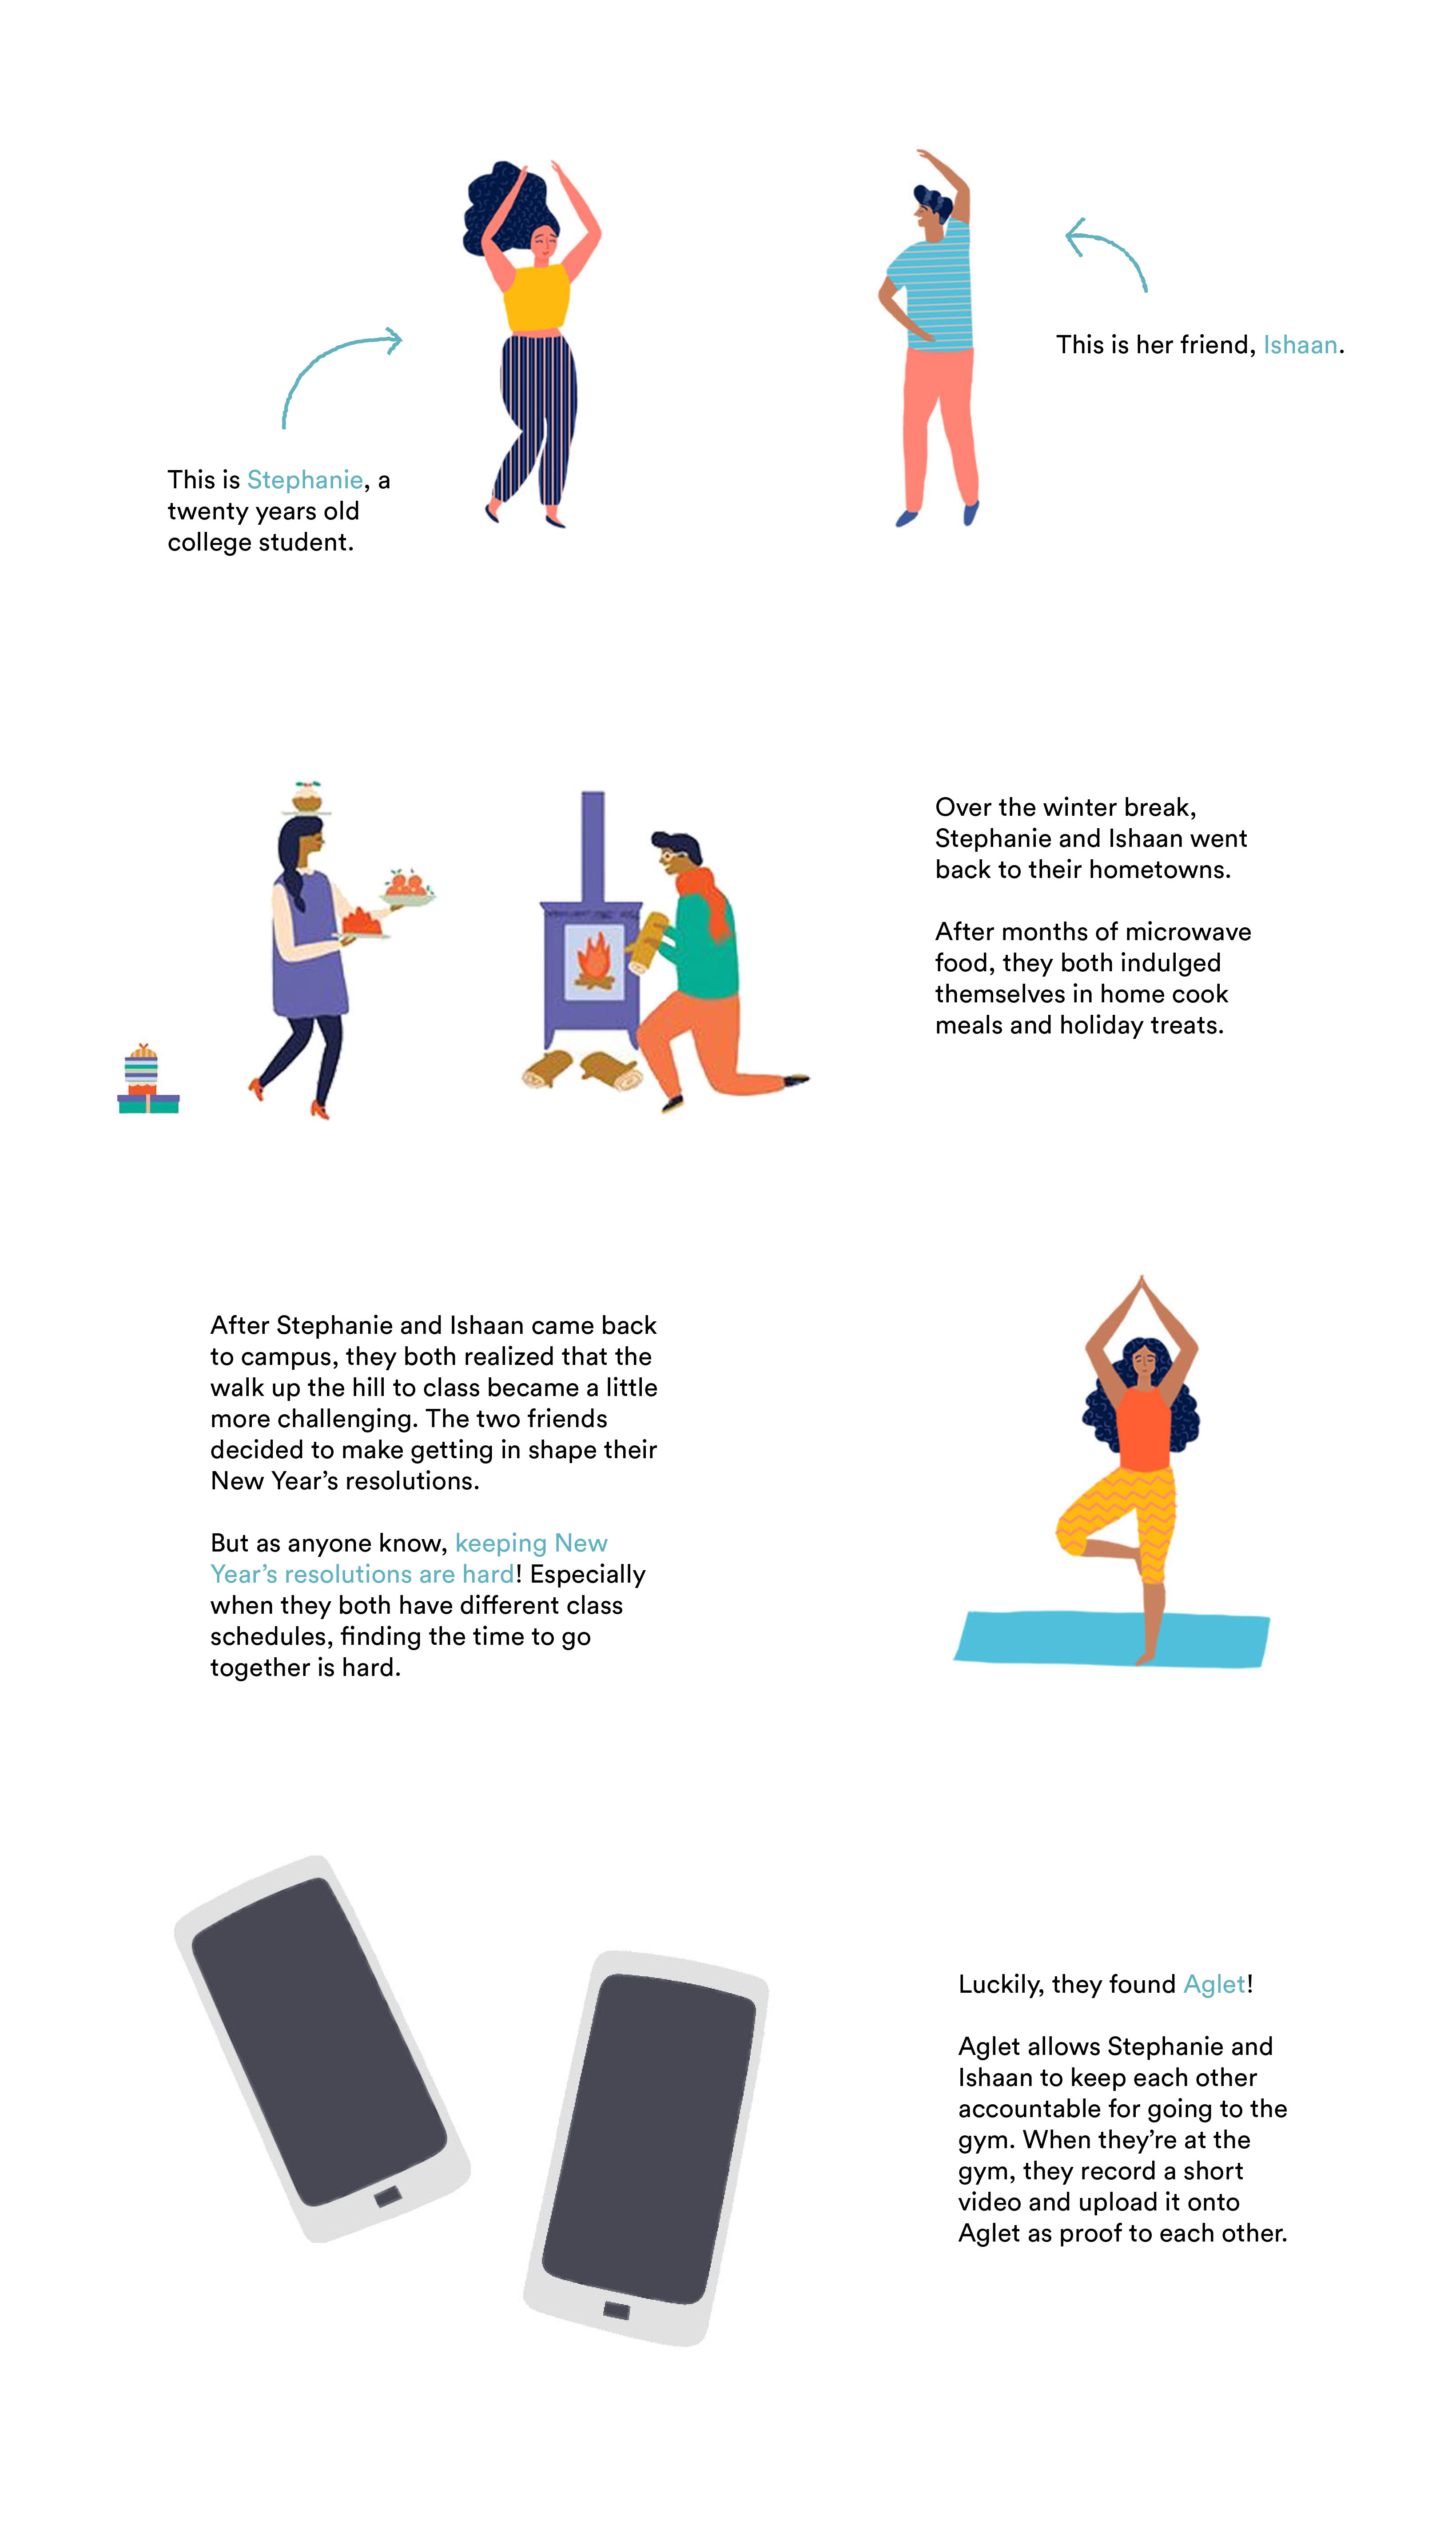 This is her friend, Ishaan.
This is Stephanie, a
twenty years old
college student.
Over the winter break,
Stephanie and Ishaan went
back to their hometowns.
After months of microwave
food, they both indulged
themselves in home cook
meals and holiday treats.
After Stephanie and Ishaan came back
to campus, they both realized that the
walk up the hill to class became a little
more challenging. The two friends
decided to make getting in shape their
New Year’s resolutions.
But as anyone know, keeping New
Year’s resolutions are hard! Especially
when they both have different class
schedules, finding the time to go
together is hard.
Luckily, they found Aglet!
Aglet allows Stephanie and
Ishaan to keep each other
accountable for going to the
gym. When they’re at the
gym, they record a short
video and upload it onto
Aglet as proof to each other.